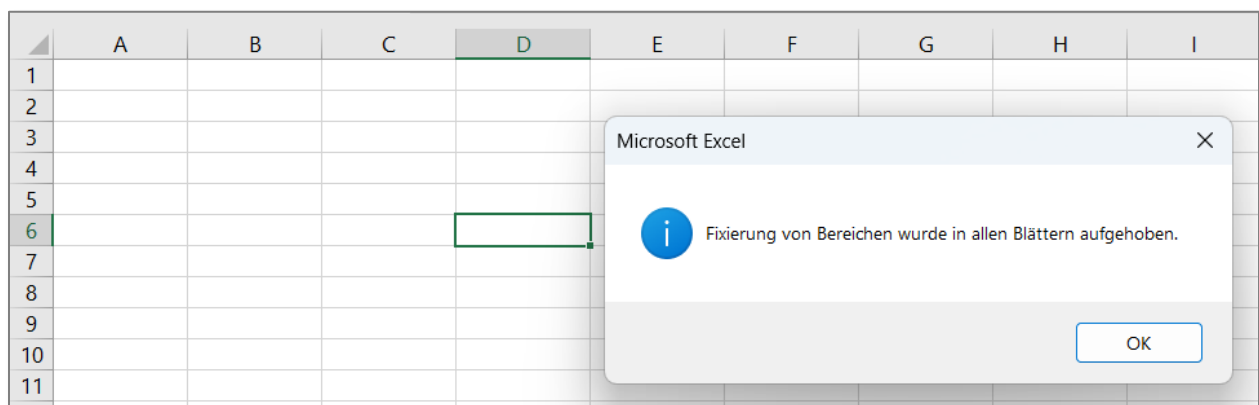 A B C D E F G H I
1
2
3
Microsoft Excel
4
5
6
Fixierung von Bereichen wurde in allen Blättern aufgehoben.
7
8
9
OK
10
11